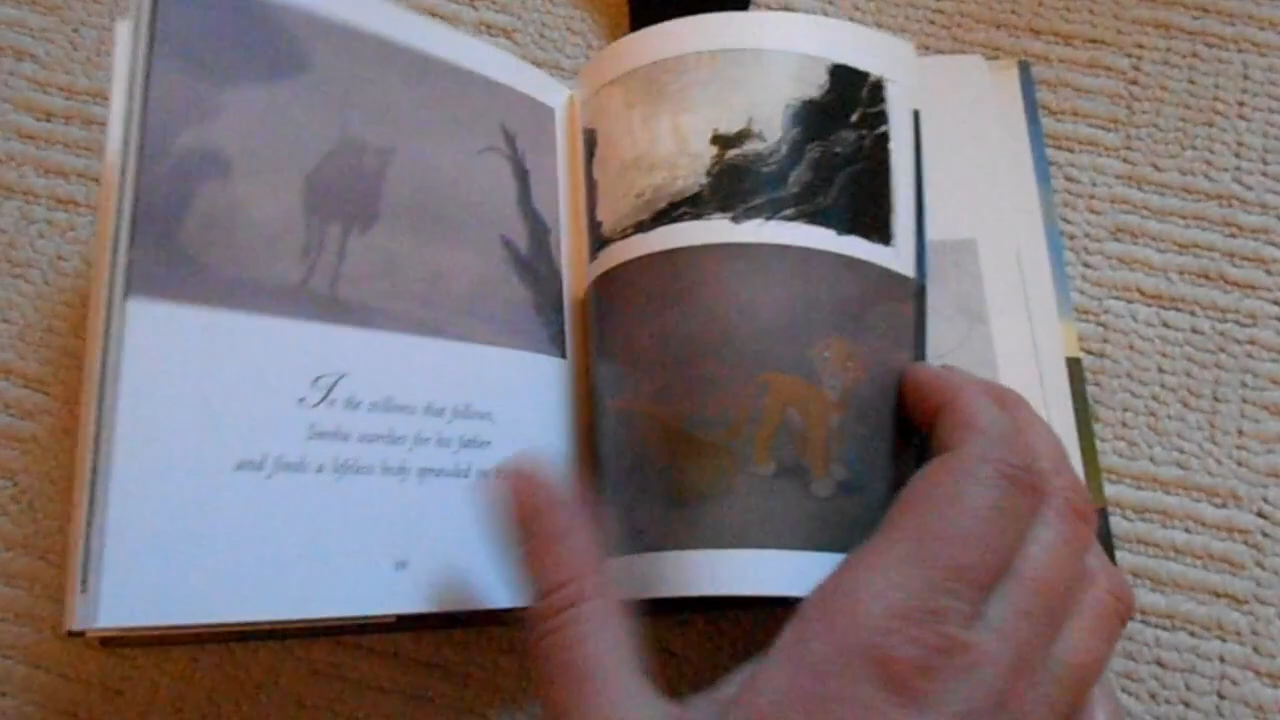 In the stillness that follows,
Simba searches for his father
and finds a lifeless body sprawled